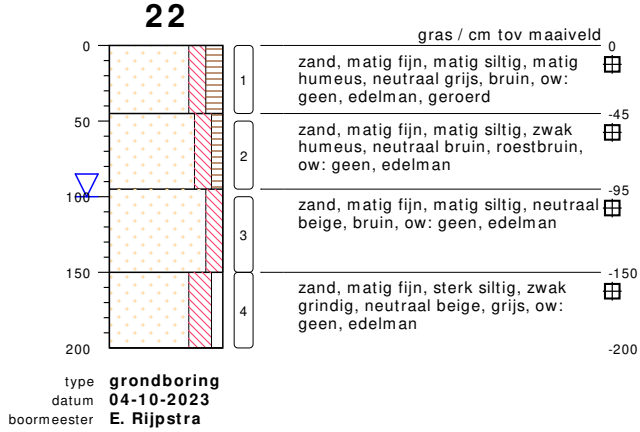 22
gras / cm tov maaiveld
0
0
1
zand, matig fijn, matig siltig, matig
humeus, neutraal grijs, bruin, ow:
geen, edelman, geroerd
-45
50
2
zand, matig fijn, matig siltig, zwak
humeus, neutraal bruin, roestbruin,
ow: geen, edelman
-95
100
3
zand, matig fijn, matig siltig, neutraal
beige, bruin, ow: geen, edelman
150
-150
4
zand, matig fijn, sterk siltig, zwak
grindig, neutraal beige, grijs, ow:
geen, edelman
200
-200
type grondboring
datum 04-10-2023
boormeester E. Rijpstra